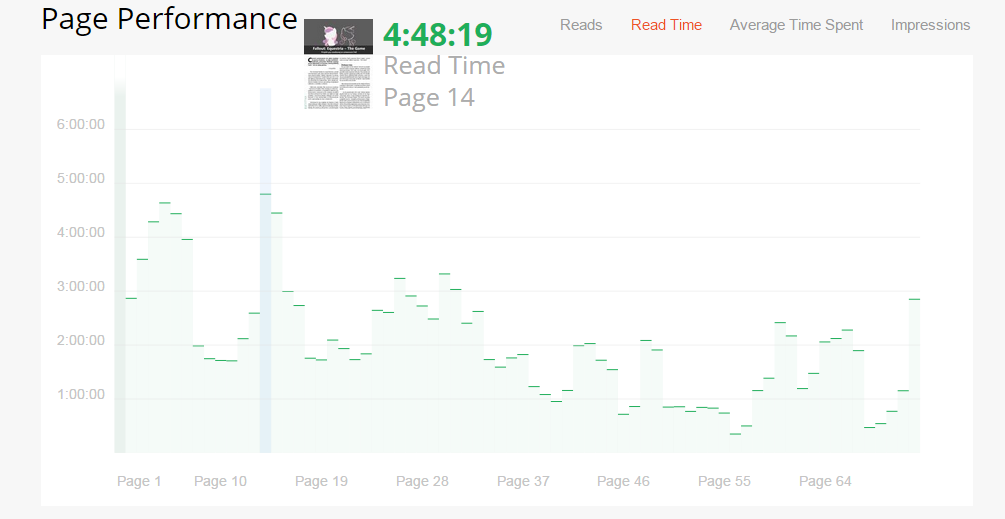 Page Performance
Fallout: Equestria – The Game
4:48:19
Read Time
Page 14
Reads
Read Time
Average Time Spent
Impressions
6:00:00
5:00:00
4:00:00
3:00:00
2:00:00
1:00:00
Page 1
Page 10
Page 19
Page 28
Page 37
Page 46
Page 55
Page 64